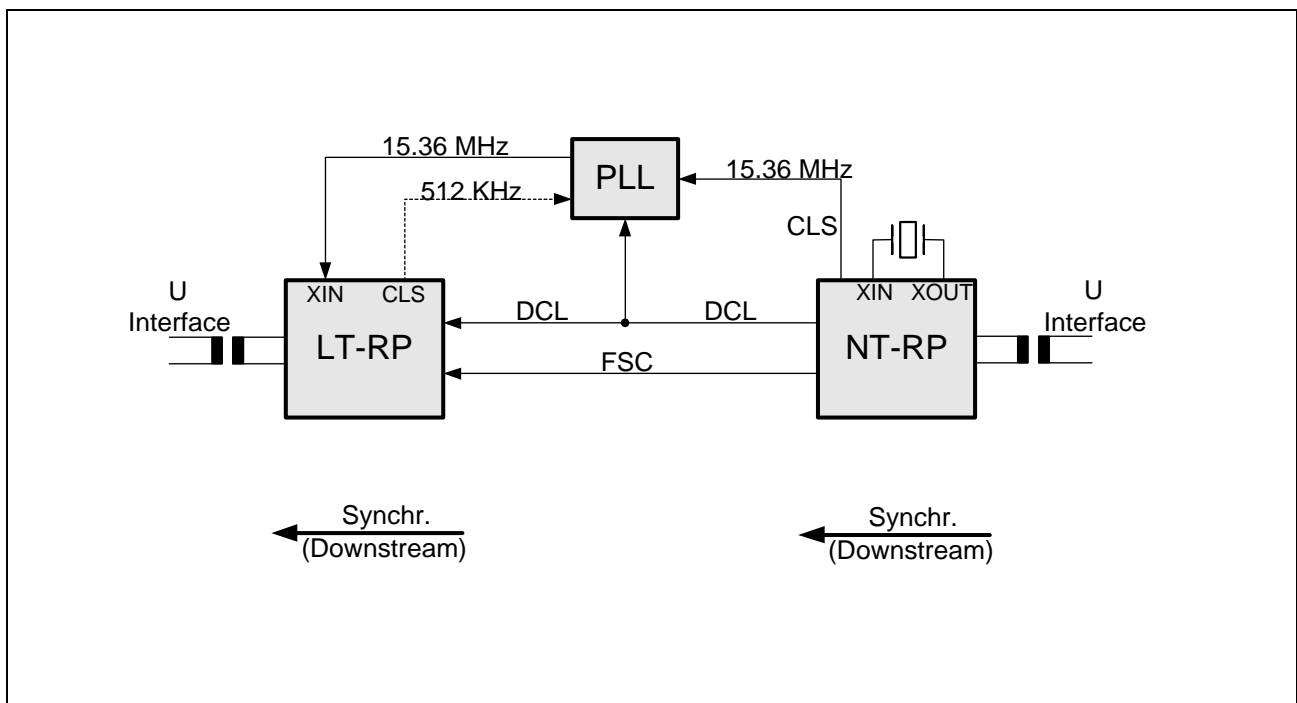 15.36 MHz
PLL
15.36 MHz
512 KHz
CLS
U
Interface
XIN
CLS
LT-RP
DCL
DCL
FSC
XIN
XOUT
NT-RP
U
Interface
Synchr.
(Downstream)
Synchr.
(Downstream)